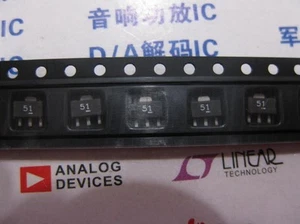 音响功放IC
D/A解码IC
军
51
51
51
51
51
ANALOG
DEVICES
LINEAR
TECHNOLOGY